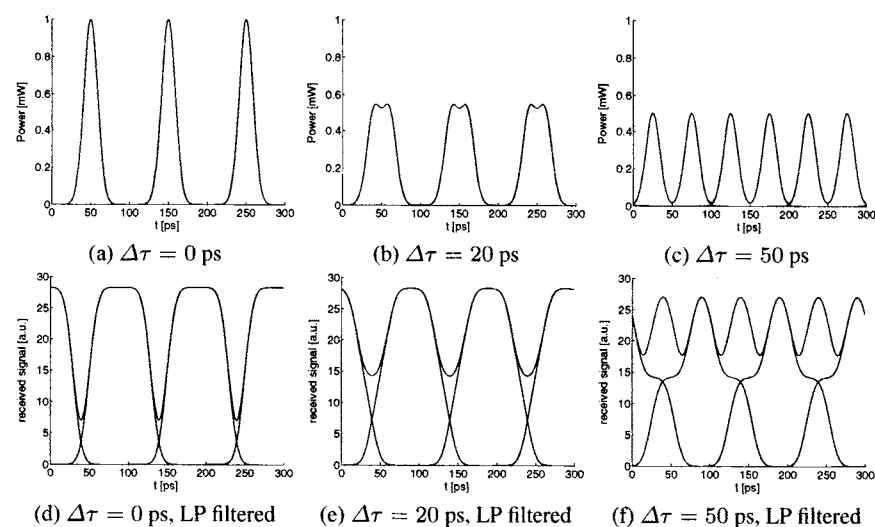 Power [mW]
1
0.8
0.6
0.4
0.2
0
0 50 100 150 200 250 300
t [ps]
(a) Δτ = 0 ps
Power [mW]
1
0.8
0.6
0.4
0.2
0
0 50 100 150 200 250 300
t [ps]
(b) Δτ = 20 ps
Power [mW]
1
0.8
0.6
0.4
0.2
0
0 50 100 150 200 250 300
t [ps]
(c) Δτ = 50 ps
received signal [a.u.]
30
25
20
15
10
5
0
0 50 100 150 200 250 300
t [ps]
(d) Δτ = 0 ps, LP filtered
received signal [a.u.]
30
25
20
15
10
5
0
0 50 100 150 200 250 300
t [ps]
(e) Δτ = 20 ps, LP filtered
received signal [a.u.]
30
25
20
15
10
5
0
0 50 100 150 200 250 300
t [ps]
(f) Δτ = 50 ps, LP filtered